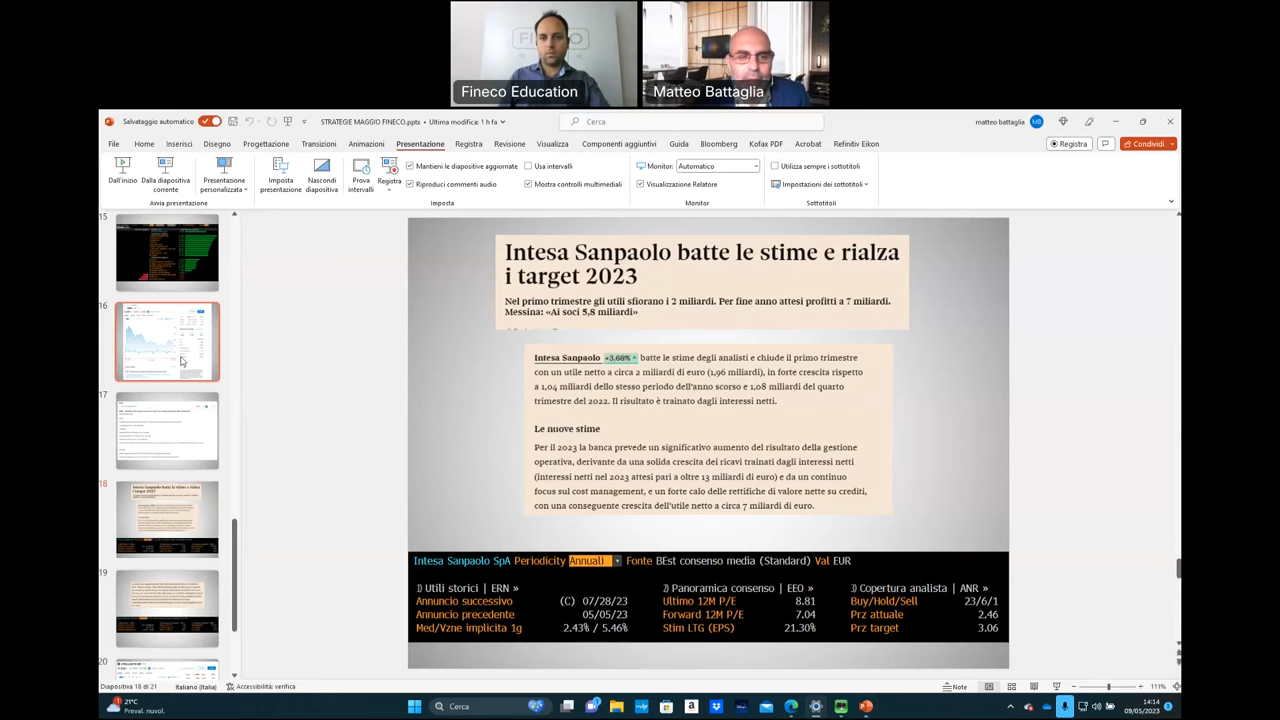 FINECO
BANK
Fineco Education
Matteo Battaglia
Salvataggio automatico
STRATEGIE MAGGIO FINECO.pptx • Ultima modifica: 1 h fa
Cerca
matteo battaglia
MB
File Home Inserisci Disegno Progettazione Transizioni Animazioni Presentazione Registra Revisione Visualizza Componenti aggiuntivi Guida Bloomberg Kofax PDF Acrobat Refinitiv Eikon
Registra
Condividi
Dall'inizio
Dalla diapositiva corrente
Presentazione personalizzata
Imposta presentazione
Nascondi diapositiva
Prova intervalli
Registra
Mantieni le diapositive aggiornate
Usa intervalli
Riproduci commenti audio
Mostra controlli multimediali
Monitor: Automatico
Visualizzazione Relatore
Utilizza sempre i sottotitoli
Impostazioni dei sottotitoli
Avvia presentazione
Imposta
Monitor
Sottotitoli
15
16
17
18
Intesa Sanpaolo batte le stime e rialza
i target 2023
19
20
Intesa Sanpaolo batte le stime e rialza
i target 2023
Nel primo trimestre gli utili sfiorano i 2 miliardi. Per fine anno attesi profitti a 7 miliardi.
Messina: «Ai soci 5,8 miliardi»
Intesa Sanpaolo +3,68% batte le stime degli analisti e chiude il primo trimestre
con un utile netto a circa 2 miliardi di euro (1,96 miliardi), in forte crescita rispetto
a 1,04 miliardi dello stesso periodo dell'anno scorso e 1,08 miliardi del quarto
trimestre del 2022. Il risultato è trainato dagli interessi netti.
Le nuove stime
Per il 2023 la banca prevede un significativo aumento del risultato della gestione
operativa, derivante da una solida crescita dei ricavi trainati dagli interessi netti
(interessi netti nel 2023 attesi pari a oltre 13 miliardi di euro) e da un continuo
focus sul cost management, e un forte calo delle rettifiche di valore nette su crediti,
con una conseguente crescita dell'utile netto a circa 7 miliardi di euro.
Intesa Sanpaolo SpA Periodicity Annuali Fonte BEst consenso media (Standard) Val EUR
1) Utili storici | ERN »
Annuncio successivo (C) 07/28/23
Annuncio precedente 05/05/23
Med/Vzne implicita 1g 2.43% / 5.46%
Panoramica consenso | EEO »
Ultimo 12M P/E 8.81
Forward 12M P/E 7.04
Stim LTG (EPS) 21.30%
Copertura analista | ANR »
Buy/Hold/Sell 23/6/1
Prz attuale 2.46
Prz target 3.06
Diapositiva 18 di 21
Italiano (Italia)
Accessibilità: verifica
Note
111%
21°C
Preval. nuvol.
Cerca
14:14
09/05/2023